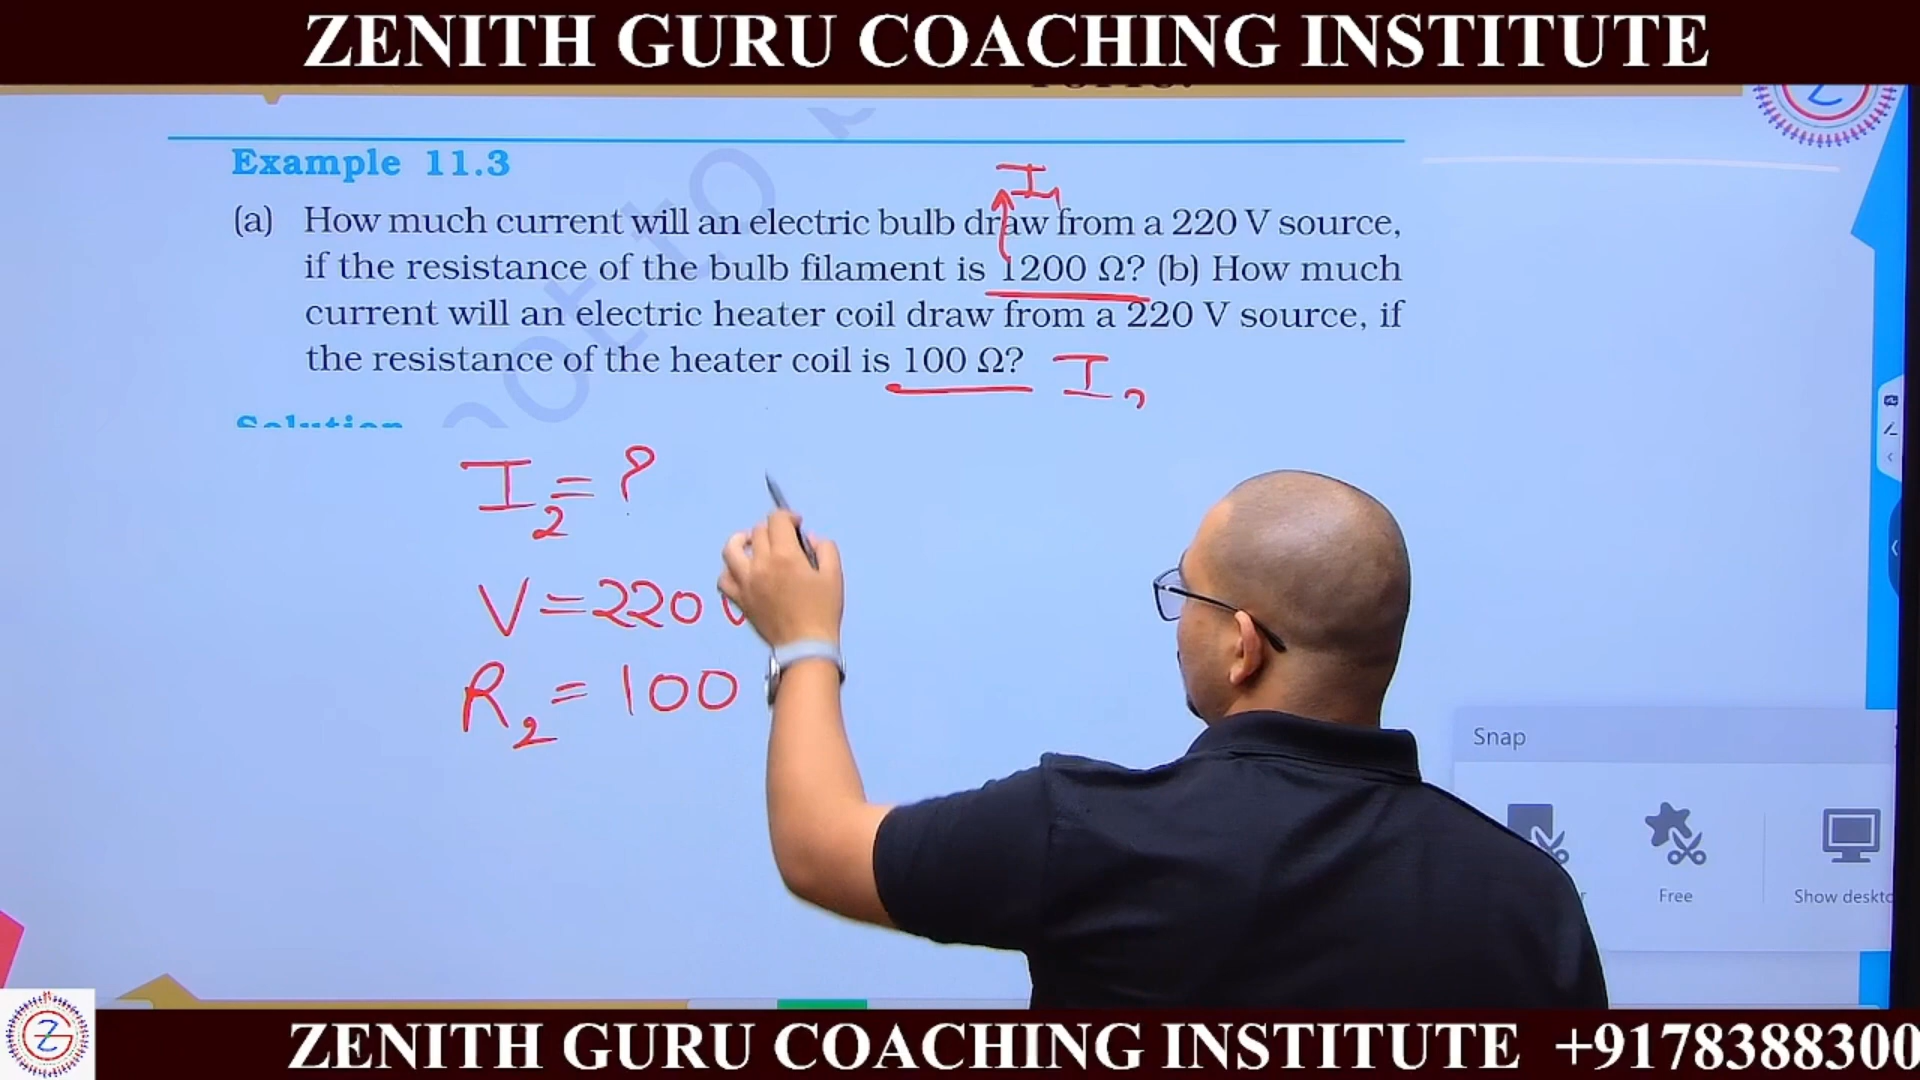 ZENITH GURU COACHING INSTITUTE
Example 11.3
I₁
(a) How much current will an electric bulb draw from a 220 V source,
if the resistance of the bulb filament is 1200 Ω? (b) How much
current will an electric heater coil draw from a 220 V source, if
the resistance of the heater coil is 100 Ω? I₂
Solution
I₂ = ?
V = 220 V
R₂ = 100
Snap
Free
Z
ZENITH GURU COACHING INSTITUTE +9178388300